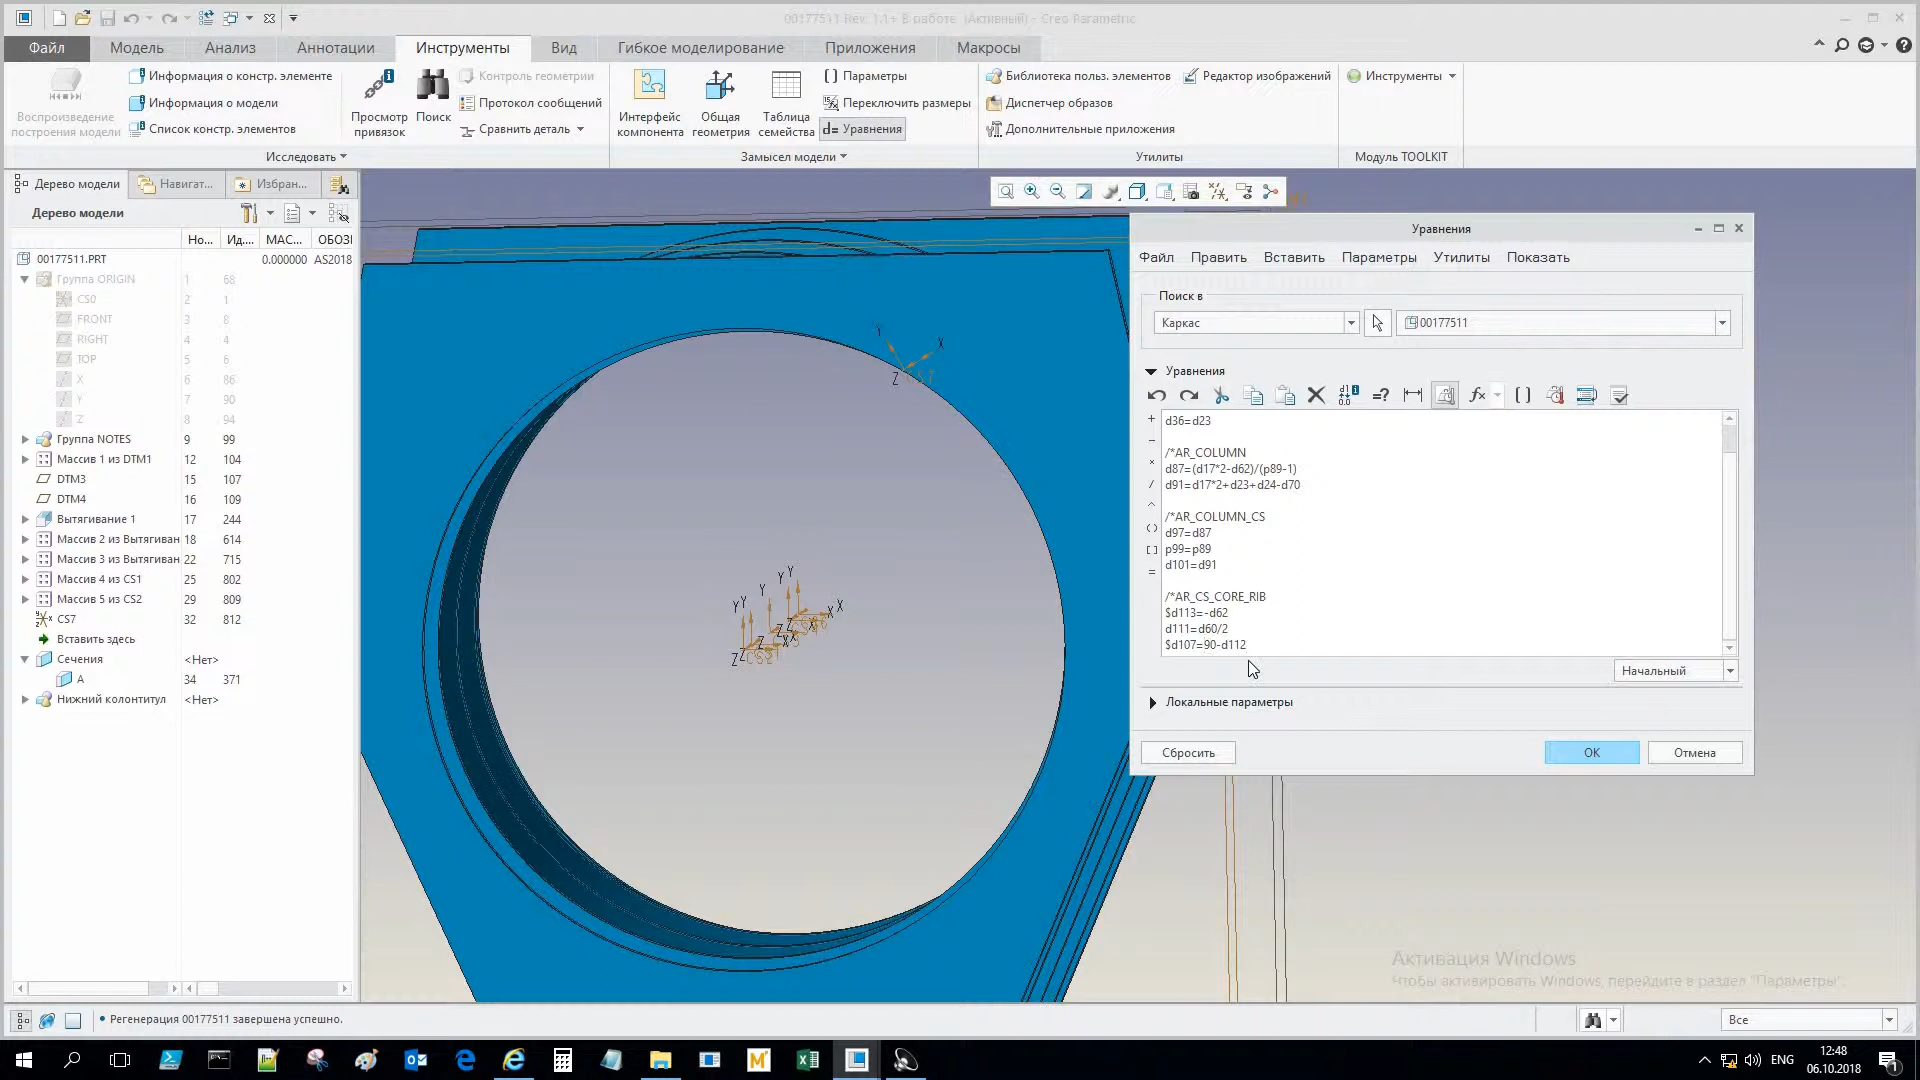 00177511 Rev: 1.1+ В работе (Активный) - Creo Parametric
Файл Модель Анализ Аннотации Инструменты Вид Гибкое моделирование Приложения Макросы
Воспроизведение построения модели
Информация о констр. элементе
Информация о модели
Список констр. элементов
Просмотр привязок
Поиск
Контроль геометрии
Протокол сообщений
Сравнить деталь
Интерфейс компонента
Общая геометрия
Таблица семейства
Параметры
Переключить размеры
d= Уравнения
Библиотека польз. элементов
Диспетчер образов
Дополнительные приложения
Редактор изображений
Инструменты
Исследовать Замысел модели Утилиты Модуль TOOLKIT
Дерево модели Навигат... Избран...
Дерево модели
Но... Ид.... МАС... ОБОЗ
00177511.PRT 0.000000 AS2018
Группа ORIGIN 1 68
CS0 2 1
FRONT 3 8
RIGHT 4 4
TOP 5 6
X 6 86
Y 7 90
Z 8 94
Группа NOTES 9 99
Массив 1 из DTM1 12 104
DTM3 15 107
DTM4 16 109
Вытягивание 1 17 244
Массив 2 из Вытягиван 18 614
Массив 3 из Вытягиван 22 715
Массив 4 из CS1 25 802
Массив 5 из CS2 29 809
CS7 32 812
Вставить здесь
Сечения <Нет>
A 34 371
Нижний колонтитул <Нет>
Уравнения
Файл Править Вставить Параметры Утилиты Показать
Поиск в
Каркас 00177511
Уравнения
d36=d23
/*AR_COLUMN
d87=(d17*2-d62)/(p89-1)
d91=d17*2+d23+d24-d70
/*AR_COLUMN_CS
d97=d87
p99=p89
d101=d91
/*AR_CS_CORE_RIB
$d113=-d62
d111=d60/2
$d107=90-d112
Начальный
Локальные параметры
Сбросить ОК Отмена
Активация Windows
Чтобы активировать Windows, перейдите в раздел "Параметры".
• Регенерация 00177511 завершена успешно.
Все
ENG
12:48
06.10.2018